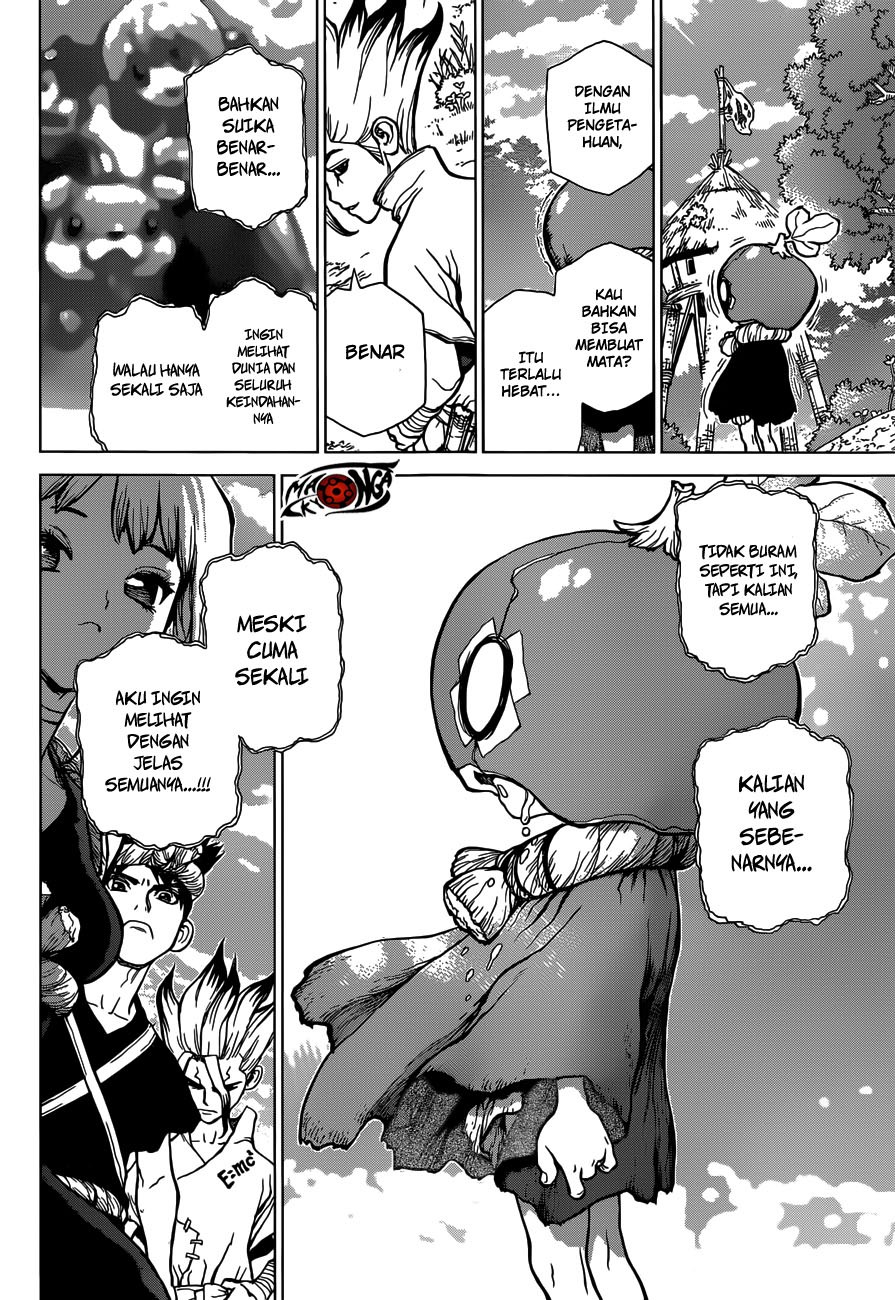 DENGAN
ILMU
PENGETA-
HUAN,
KAU
BAHKAN
BISA
MEMBUAT
MATA?
ITU
TERLALU
HEBAT...
BENAR
BAHKAN
SUIKA
BENAR-
BENAR...
INGIN
MELIHAT
DUNIA DAN
SELURUH
KEINDAHAN-
NYA
WALAU HANYA
SEKALI SAJA
TIDAK BURAM
SEPERTI INI,
TAPI KALIAN
SEMUA...
KALIAN
YANG
SEBE-
NARNYA...
MESKI
CUMA
SEKALI
AKU INGIN
MELIHAT
DENGAN
JELAS
SEMUANYA...!!!
E=mc²